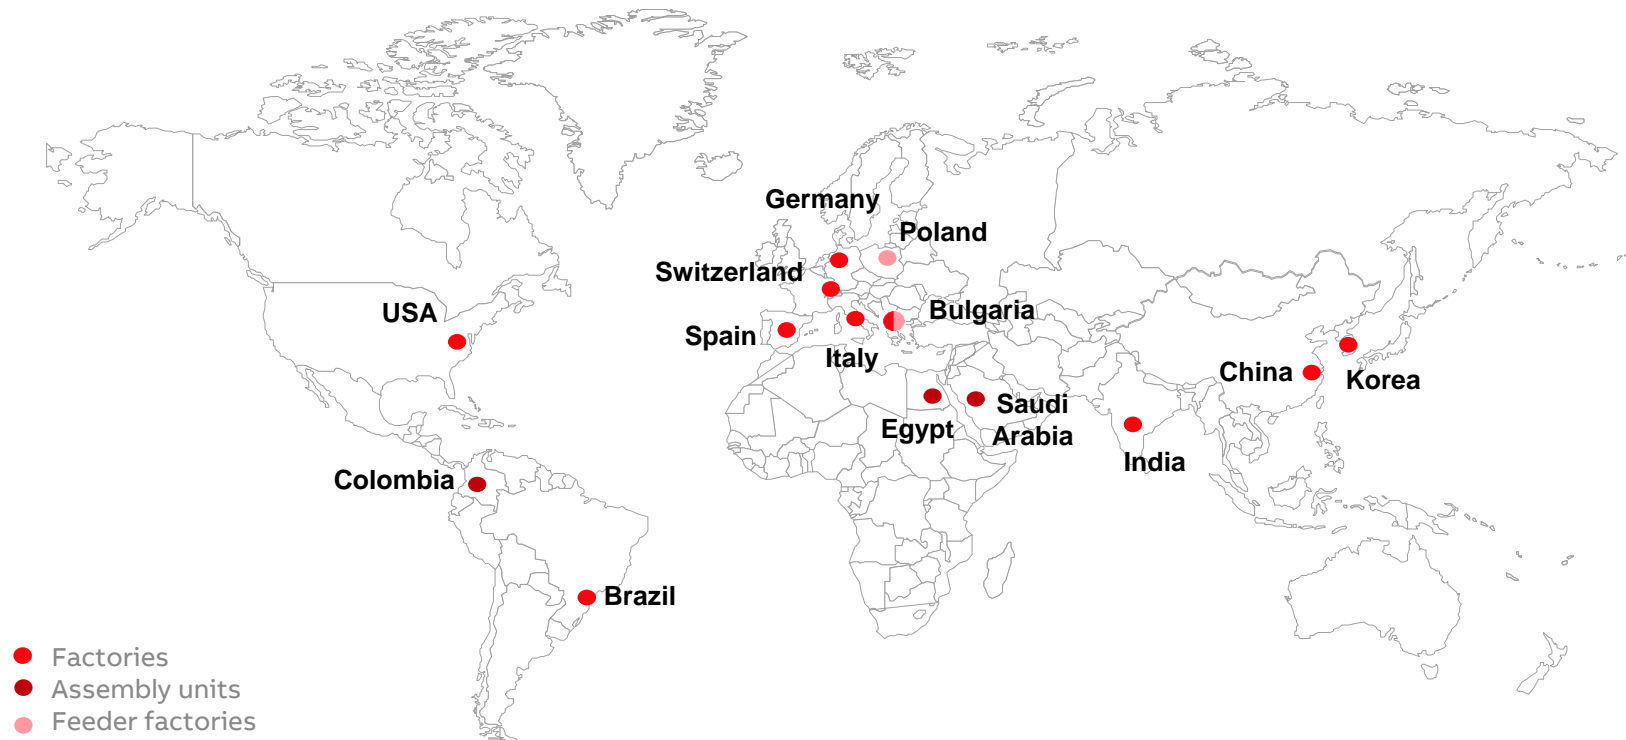 Germany
Poland
Switzerland
USA
Bulgaria
Spain
Italy
China
Korea
Saudi
Arabia
Egypt
India
Colombia
Brazil
Factories
Assembly units
Feeder factories